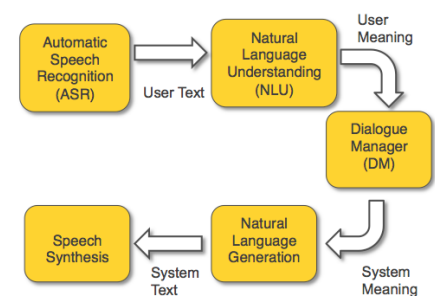 Automatic
Speech
Recognition
(ASR)
User Text
Natural
Language
Understanding
(NLU)
User
Meaning
Dialogue
Manager
(DM)
System
Meaning
Natural
Language
Generation
System
Text
Speech
Synthesis